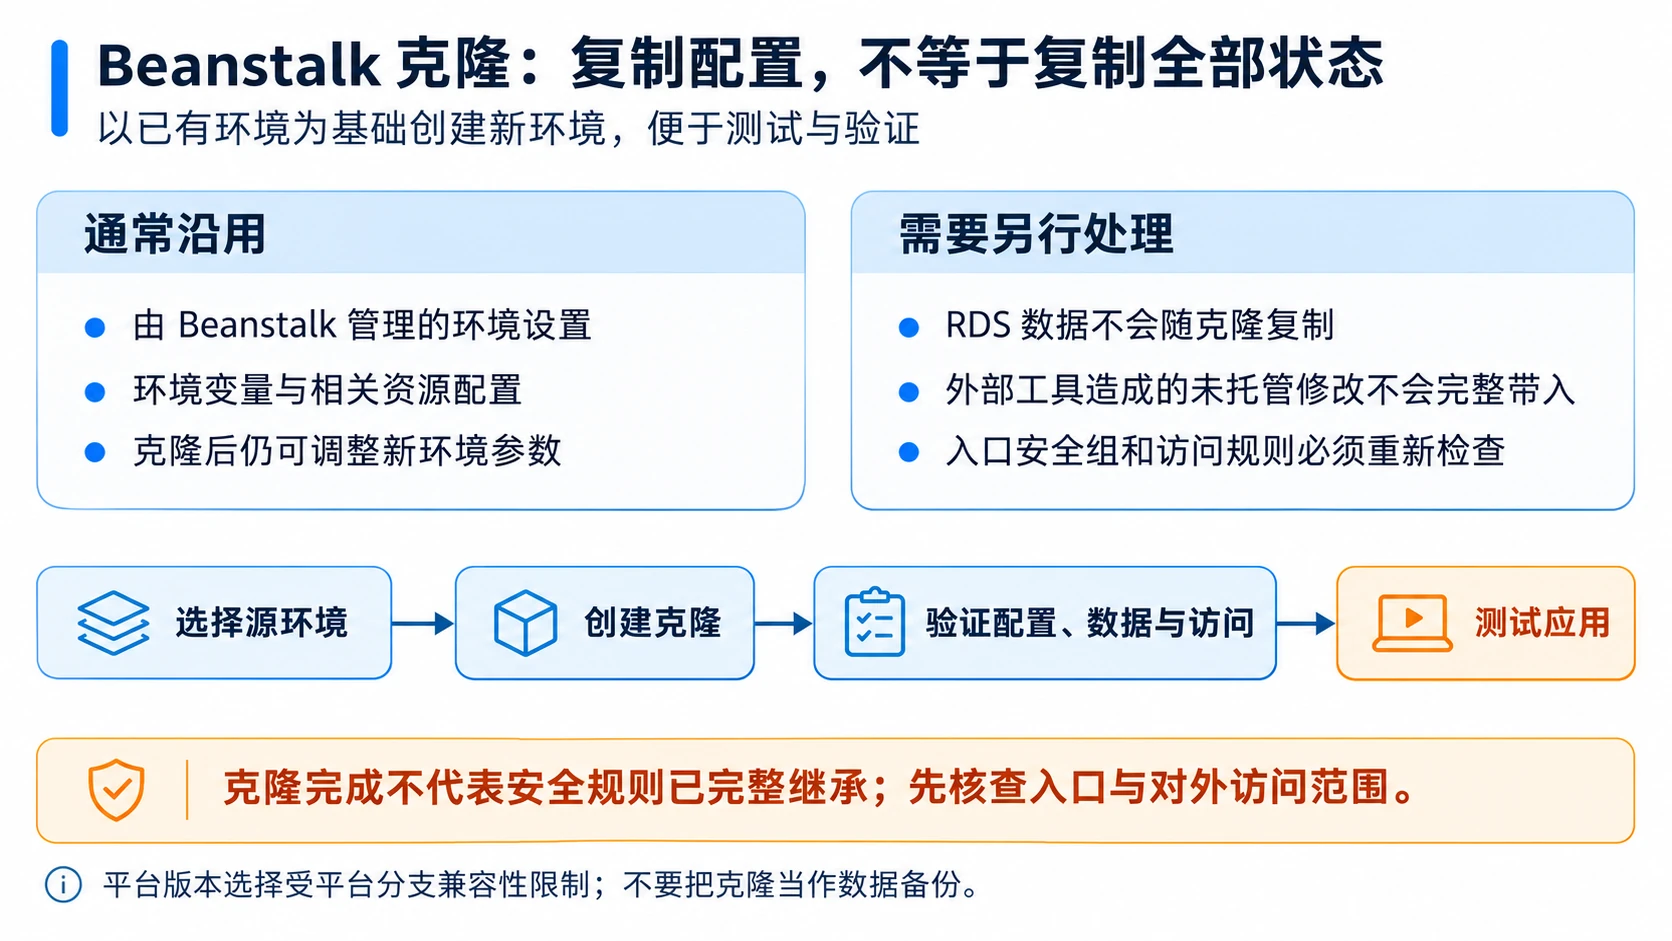 Beanstalk 克隆：复制配置，不等于复制全部状态
以已有环境为基础创建新环境，便于测试与验证
通常沿用
由 Beanstalk 管理的环境设置
环境变量与相关资源配置
克隆后仍可调整新环境参数
需要另行处理
RDS 数据不会随克隆复制
外部工具造成的未托管修改不会完整带入
入口安全组和访问规则必须重新检查
选择源环境
创建克隆
验证配置、数据与访问
测试应用
克隆完成不代表安全规则已完整继承；先核查入口与对外访问范围。
平台版本选择受平台分支兼容性限制；不要把克隆当作数据备份。